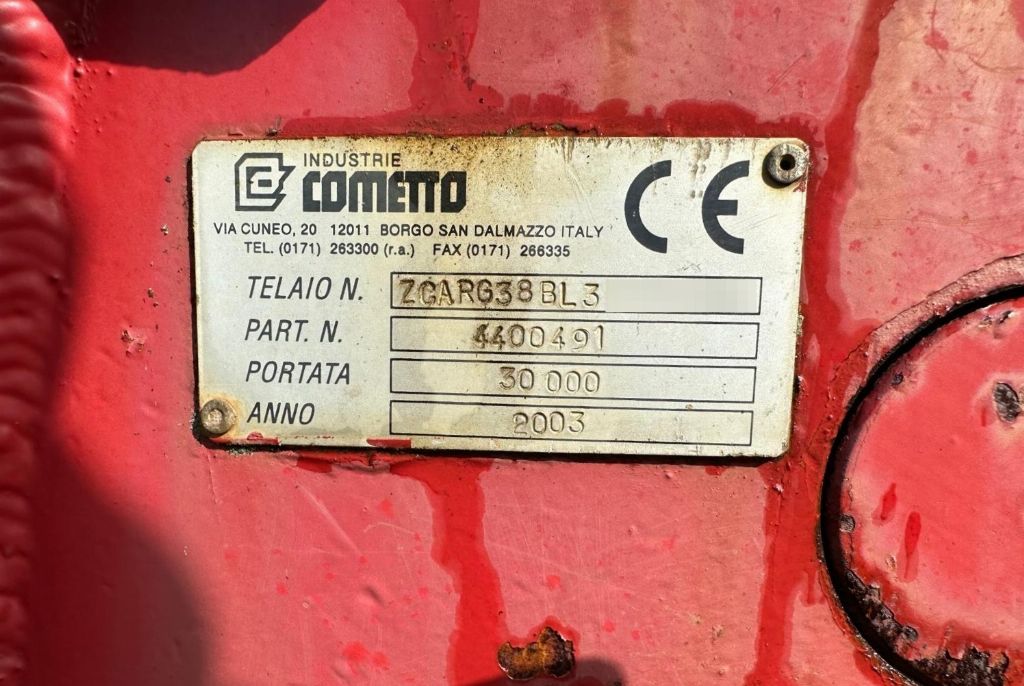 INDUSTRIE
COMETTO
CE
VIA CUNEO, 20 12011 BORGO SAN DALMAZZO ITALY
TEL. (0171) 263300 (r.a.) FAX (0171) 266335
TELAIO N. ZCARG38BL3
PART. N. 4400491
PORTATA 30 000
ANNO 2003